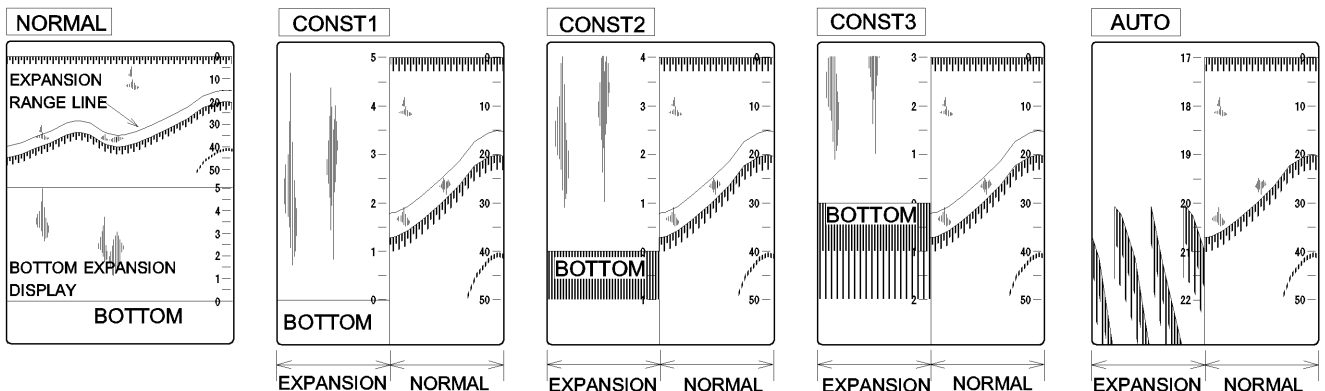 NORMAL
0
EXPANSION
10
RANGE LINE
20
30
40
50
5
4
3
2
BOTTOM EXPANSION
1
DISPLAY
0
BOTTOM
CONST1
5 0
4 10
3 20
2 30
1 40
0 50
BOTTOM
EXPANSION NORMAL
CONST2
4 0
3 10
2 20
1 30
0 40
BOTTOM
1 50
EXPANSION NORMAL
CONST3
3 0
2 10
1 20
30
BOTTOM
1 40
2 50
EXPANSION NORMAL
AUTO
17 0
18 10
19 20
20 30
21 40
22 50
EXPANSION NORMAL